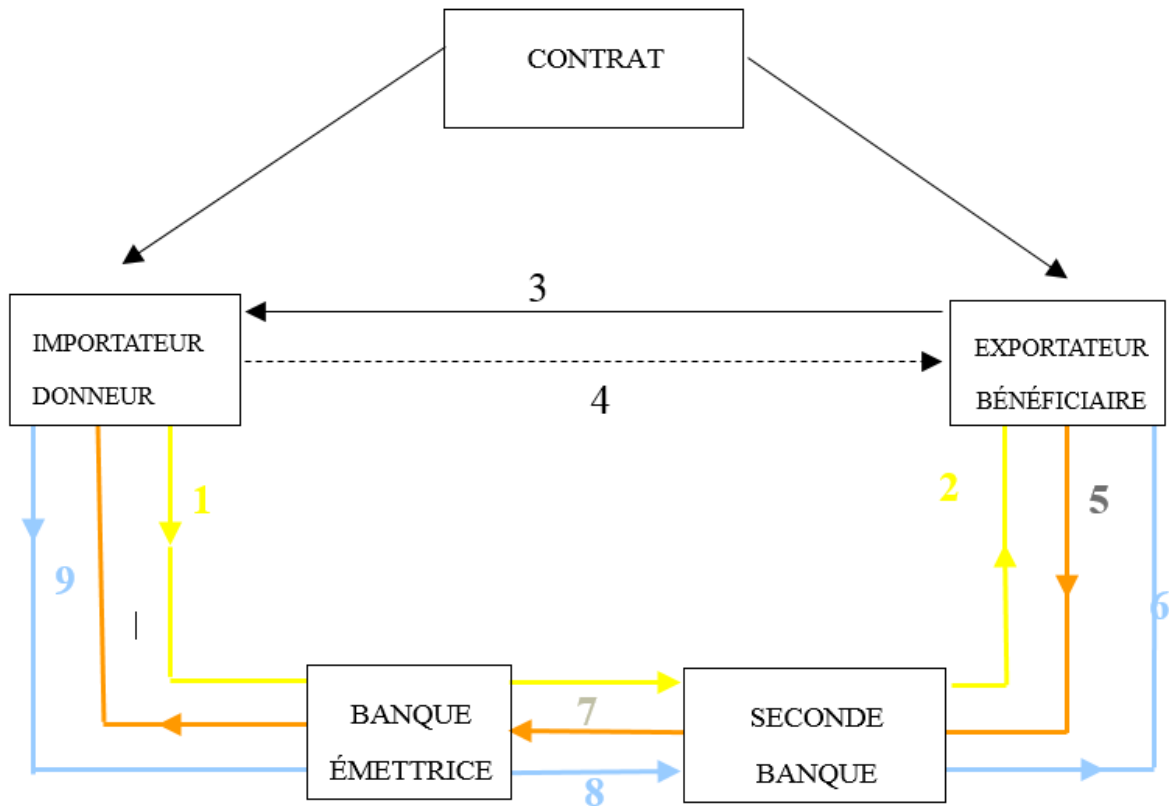 CONTRAT
3
IMPORTATEUR
DONNEUR
EXPORTATEUR
BÉNÉFICIAIRE
4
1
2
5
9
6
BANQUE
ÉMETTRICE
7
8
SECONDE
BANQUE